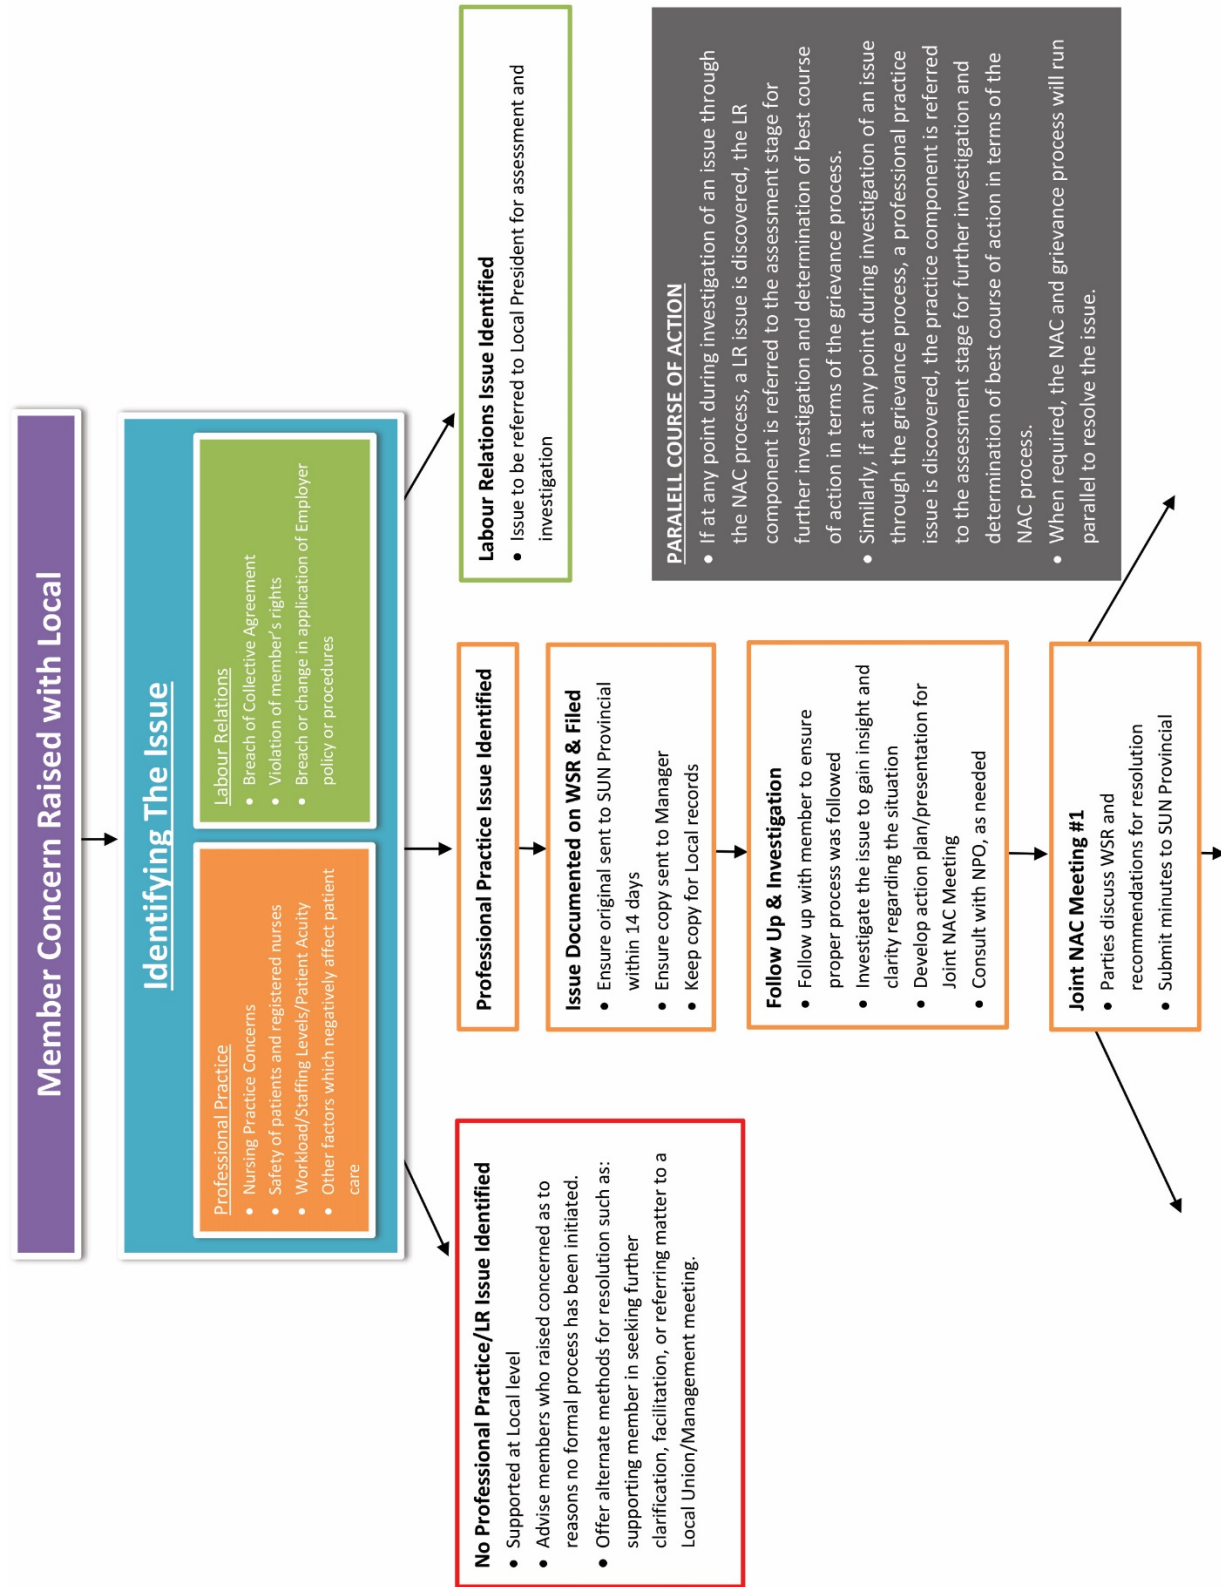 Member Concern Raised with Local
Identifying The Issue
Professional Practice
• Nursing Practice Concerns
• Safety of patients and registered nurses
• Workload/Staffing Levels/Patient Acuity
• Other factors which negatively affect patient
care
Labour Relations
• Breach of Collective Agreement
• Violation of member's rights
• Breach or change in application of Employer
policy or procedures
No Professional Practice/LR Issue Identified
• Supported at Local level
• Advise members who raised concerned as to
reasons no formal process has been initiated.
• Offer alternate methods for resolution such as:
supporting member in seeking further
clarification, facilitation, or referring matter to a
Local Union/Management meeting.
Professional Practice Issue Identified
Issue Documented on WSR & Filed
• Ensure original sent to SUN Provincial
within 14 days
• Ensure copy sent to Manager
• Keep copy for Local records
Follow Up & Investigation
• Follow up with member to ensure
proper process was followed
• Investigate the issue to gain insight and
clarity regarding the situation
• Develop action plan/presentation for
Joint NAC Meeting
• Consult with NPO, as needed
Joint NAC Meeting #1
• Parties discuss WSR and
recommendations for resolution
• Submit minutes to SUN Provincial
Labour Relations Issue Identified
• Issue to be referred to Local President for assessment and
investigation
PARALELL COURSE OF ACTION
• If at any point during investigation of an issue through
the NAC process, a LR issue is discovered, the LR
component is referred to the assessment stage for
further investigation and determination of best course
of action in terms of the grievance process.
• Similarly, if at any point during investigation of an issue
through the grievance process, a professional practice
issue is discovered, the practice component is referred
to the assessment stage for further investigation and
determination of best course of action in terms of the
NAC process.
• When required, the NAC and grievance process will run
parallel to resolve the issue.